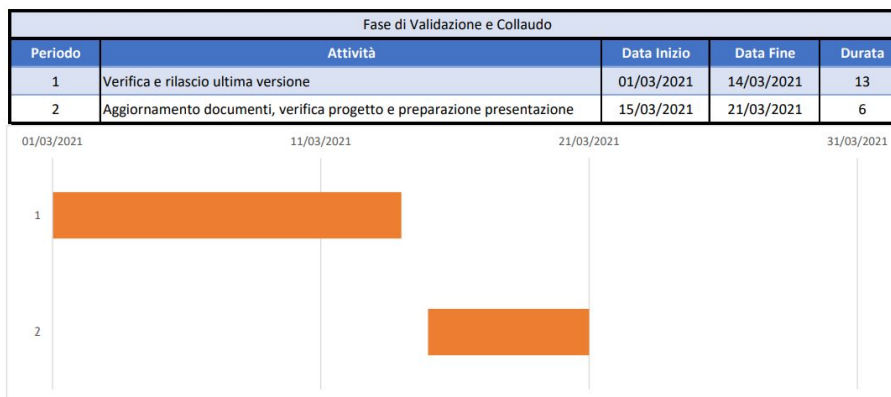 Fase di Validazione e Collaudo
Periodo Attività Data Inizio Data Fine Durata
1 Verifica e rilascio ultima versione 01/03/2021 14/03/2021 13
2 Aggiornamento documenti, verifica progetto e preparazione presentazione 15/03/2021 21/03/2021 6
01/03/2021 11/03/2021 21/03/2021 31/03/2021
1
2